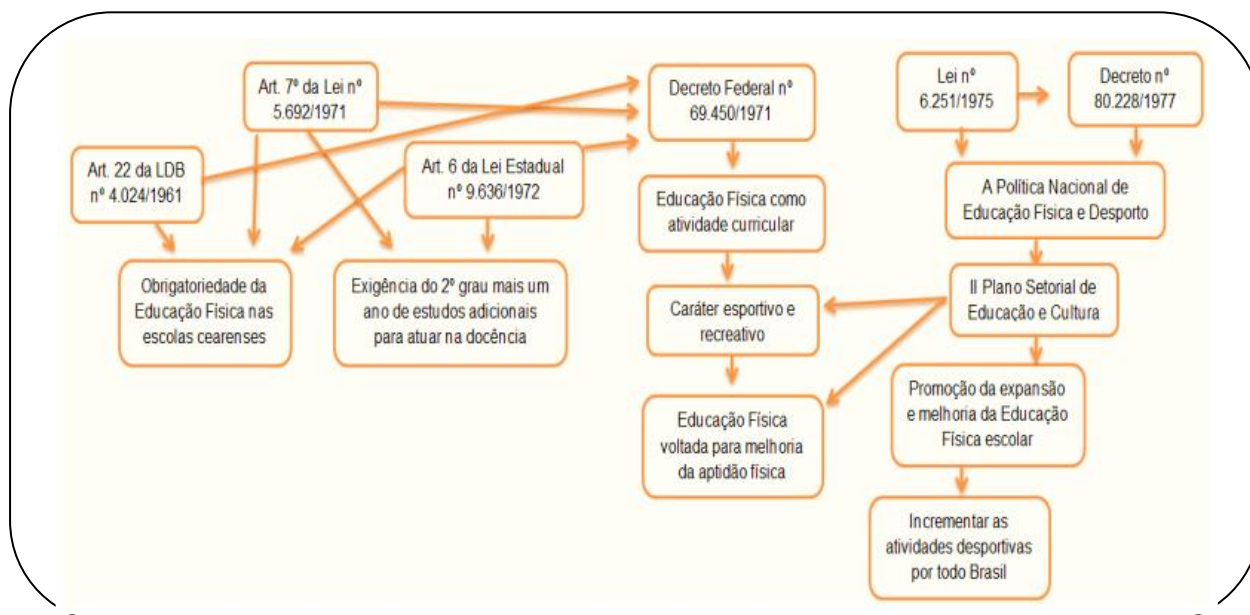 Art. 7º da Lei nº
5.692/1971
Decreto Federal nº
69.450/1971
Lei nº
6.251/1975
Decreto nº
80.228/1977
Art. 22 da LDB
nº 4.024/1961
Art. 6 da Lei Estadual
nº 9.636/1972
Educação Física como
atividade curricular
A Política Nacional de
Educação Física e Desporto
Obrigatoriedade da
Educação Física nas
escolas cearenses
Exigência do 2º grau mais um
ano de estudos adicionais
para atuar na docência
Caráter esportivo e
recreativo
II Plano Setorial de
Educação e Cultura
Educação Física
voltada para melhoria
da aptidão física
Promoção da expansão
e melhoria da Educação
Física escolar
Incrementar as
atividades desportivas
por todo Brasil